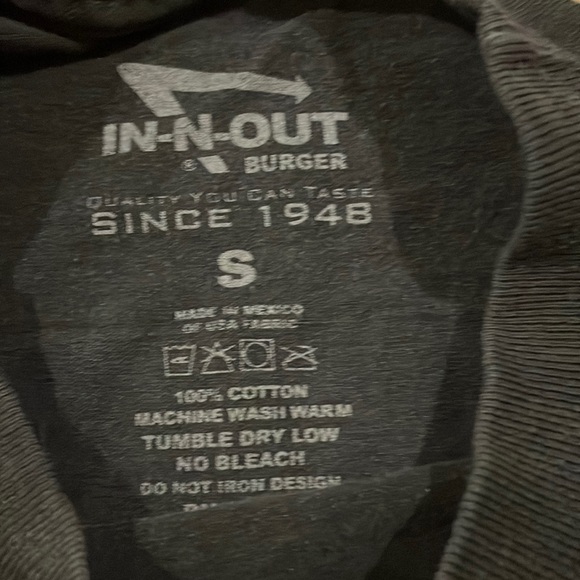 IN-N-OUT
® BURGER
QUALITY YOU CAN TASTE
SINCE 1948
S
MADE IN MEXICO
OF USA FABRIC
100% COTTON
MACHINE WASH WARM
TUMBLE DRY LOW
NO BLEACH
DO NOT IRON DESIGN